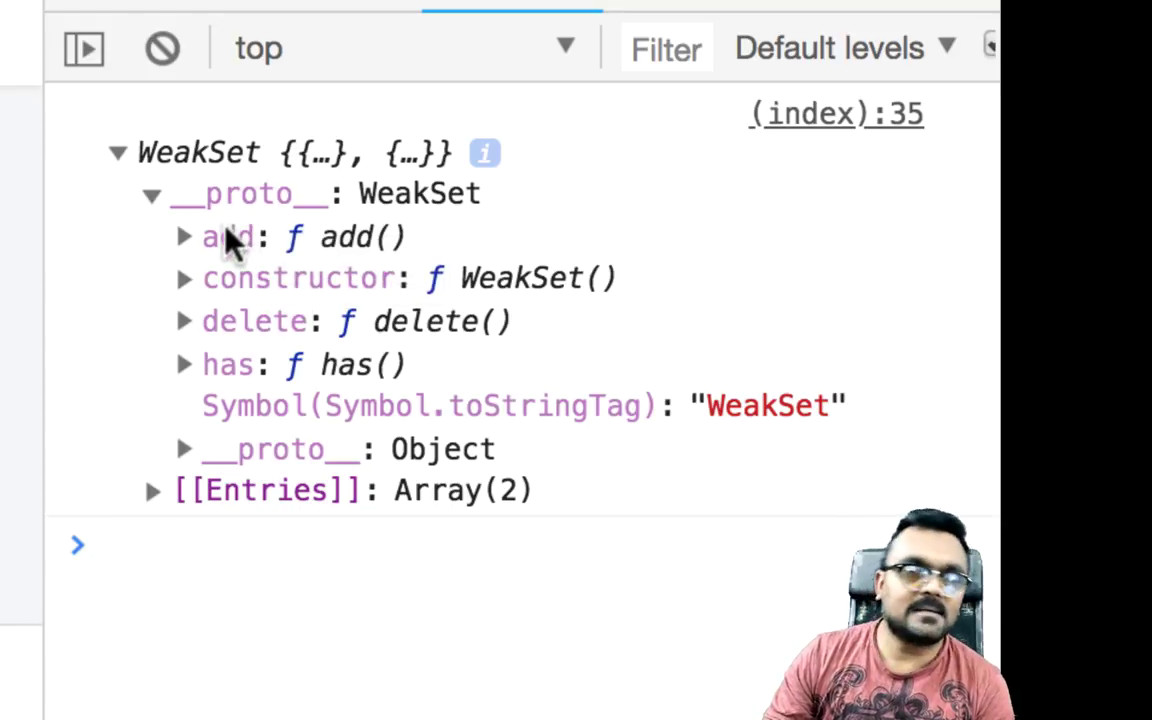 top Filter Default levels
(index):35
WeakSet {{…}, {…}} i
__proto__: WeakSet
add: ƒ add()
constructor: ƒ WeakSet()
delete: ƒ delete()
has: ƒ has()
Symbol(Symbol.toStringTag): "WeakSet"
__proto__: Object
[[Entries]]: Array(2)